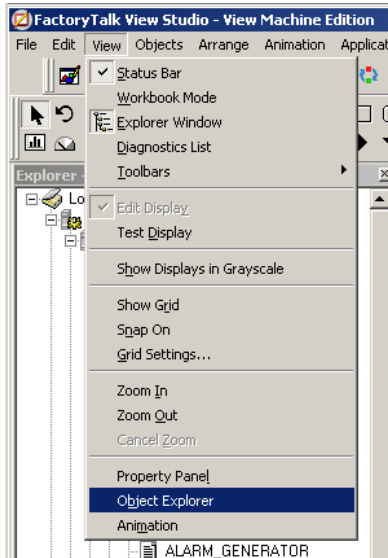 FactoryTalk View Studio - View Machine Edition
File Edit View Objects Arrange Animation Applicat
Status Bar
Workbook Mode
Explorer Window
Diagnostics List
Toolbars
Explorer -
Lo
Edit Display
Test Display
Show Displays in Grayscale
Show Grid
Snap On
Grid Settings...
Zoom In
Zoom Out
Cancel Zoom
Property Panel
Object Explorer
Animation
ALARM_GENERATOR